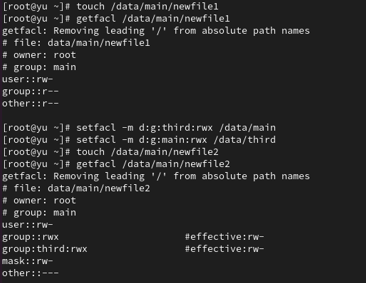 [root@yu ~]# touch /data/main/newfile1
[root@yu ~]# getfacl /data/main/newfile1
getfacl: Removing leading '/' from absolute path names
# file: data/main/newfile1
# owner: root
# group: main
user::rw-
group::r--
other::r--
[root@yu ~]# setfacl -m d:g:third:rwx /data/main
[root@yu ~]# setfacl -m d:g:main:rwx /data/third
[root@yu ~]# touch /data/main/newfile2
[root@yu ~]# getfacl /data/main/newfile2
getfacl: Removing leading '/' from absolute path names
# file: data/main/newfile2
# owner: root
# group: main
user::rw-
group::rwx #effective:rw-
group:third:rwx #effective:rw-
mask::rw-
other::---